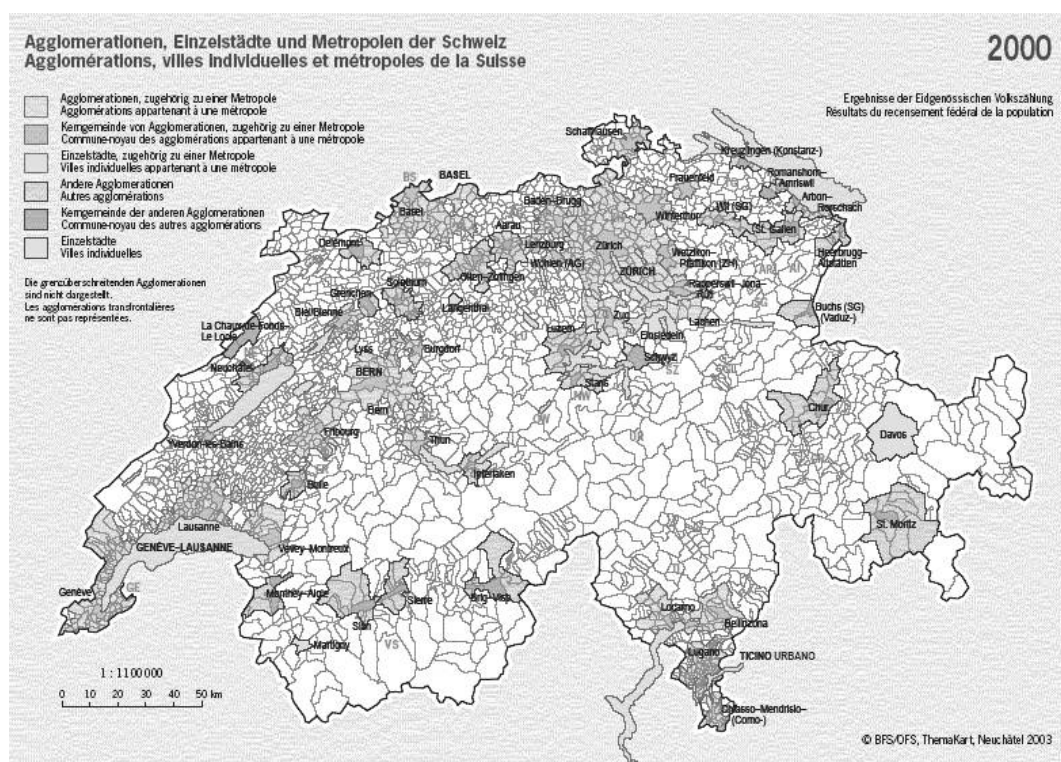 Agglomerationen, Einzelstädte und Metropolen der Schweiz
Agglomérations, villes individuelles et métropoles de la Suisse
2000
Ergebnisse der Eidgenössischen Volkszählung
Résultats du recensement fédéral de la population
Agglomerationen, zugehörig zu einer Metropole
Agglomérations appartenant à une métropole
Kerngemeinde von Agglomerationen, zugehörig zu einer Metropole
Commune-noyau des agglomérations appartenant à une métropole
Einzelstädte, zugehörig zu einer Metropole
Villes individuelles appartenant à une métropole
Andere Agglomerationen
Autres agglomérations
Kerngemeinde der anderen Agglomerationen
Commune-noyau des autres agglomérations
Einzelstädte
Villes individuelles
Die grenzüberschreitenden Agglomerationen
sind nicht dargestellt.
Les agglomérations transfrontalières
ne sont pas représentées.
Schaffhausen
Kreuzlingen (Konstanz-)
BS
BASEL
Frauenfeld
Romanshorn-
Amriswil
Basel
Baden-Brugg
Winterthur
Wil (SG)
Arbon-
Rorschach
Aarau
St. Gallen
Delémont
Lenzburg
Zürich
Wetzikon-
Pfäffikon (ZH)
Heerbrugg-
Altstätten
Olten-Zofingen
Wohlen (AG)
ZÜRICH
AR
AI
Solothurn
Grenchen
Rapperswil-Jona-
Rüti
Biel/Bienne
Langenthal
Zug
Buchs (SG)
(Vaduz-)
La Chaux-de-Fonds-
Le Locle
Luzern
Einsiedeln
Lachen
Lyss
Burgdorf
Schwyz
SZ
Neuchâtel
BERN
Stans
NW
Bern
Chur
UR
Fribourg
Thun
Davos
Yverdon-les-Bains
Interlaken
Bulle
Lausanne
St. Moritz
GENÈVE-LAUSANNE
Vevey-Montreux
Genève
GE
Monthey-Aigle
Sierre
Brig-Visp
Locarno
Sion
Bellinzona
Martigny
VS
Lugano
TICINO URBANO
Chiasso-Mendrisio-
(Como-)
1 : 1 100 000
0 10 20 30 40 50 km
© BFS/OFS, ThemaKart, Neuchâtel 2003